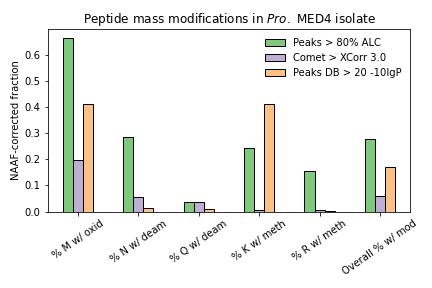 Peptide mass modifications in Pro. MED4 isolate
Peaks > 80% ALC
Comet > XCorr 3.0
Peaks DB > 20 -10lgP
NAAF-corrected fraction
0.6
0.5
0.4
0.3
0.2
0.1
0.0
% M w/ oxid
% N w/ deam
% Q w/ deam
% K w/ meth
% R w/ meth
Overall % w/ mod